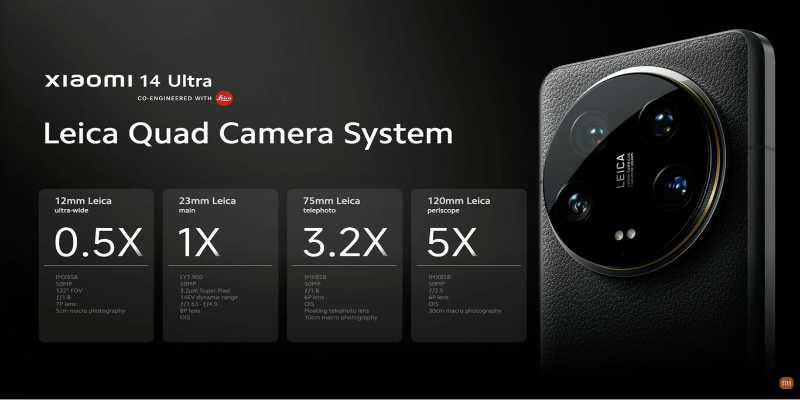 XIAOMI 14 Ultra
CO-ENGINEERED WITH Leica
Leica Quad Camera System
12mm Leica
ultra-wide
0.5X
IMX858
50MP
122° FOV
ƒ/1.8
7P lens
5cm macro photography
23mm Leica
main
1X
LYT-900
50MP
3.2μm Super Pixel
14EV dynamic range
ƒ/1.63 - ƒ/4.0
8P lens
OIS
75mm Leica
telephoto
3.2X
IMX858
50MP
ƒ/1.8
6P lens
OIS
Floating telephoto lens
10cm macro photography
120mm Leica
periscope
5X
IMX858
50MP
ƒ/2.5
6P lens
OIS
30cm macro photography
LEICA
mi